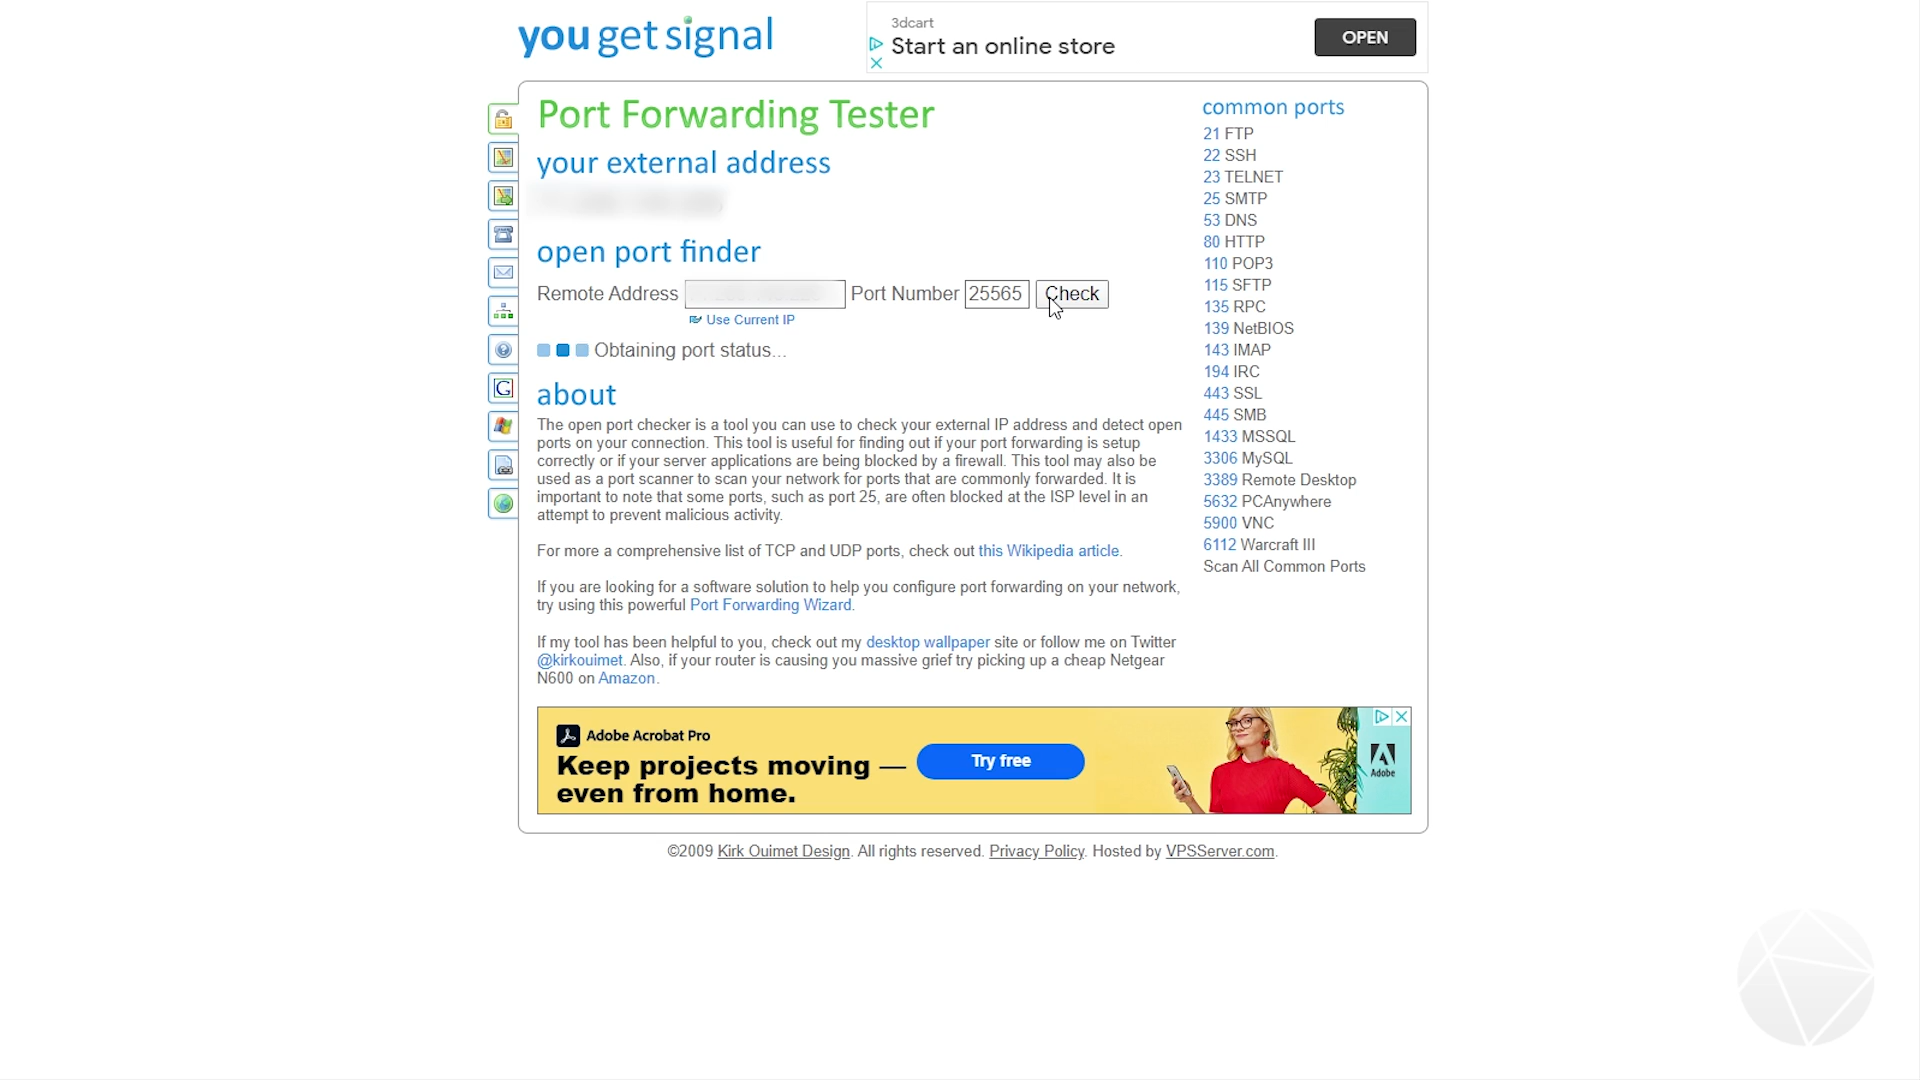 you get signal
3dcart
Start an online store
OPEN
Port Forwarding Tester
your external address
open port finder
Remote Address
Port Number 25565 Check
Use Current IP
Obtaining port status...
about
The open port checker is a tool you can use to check your external IP address and detect open
ports on your connection. This tool is useful for finding out if your port forwarding is setup
correctly or if your server applications are being blocked by a firewall. This tool may also be
used as a port scanner to scan your network for ports that are commonly forwarded. It is
important to note that some ports, such as port 25, are often blocked at the ISP level in an
attempt to prevent malicious activity.
For more a comprehensive list of TCP and UDP ports, check out this Wikipedia article.
If you are looking for a software solution to help you configure port forwarding on your network,
try using this powerful Port Forwarding Wizard.
If my tool has been helpful to you, check out my desktop wallpaper site or follow me on Twitter
@kirkouimet. Also, if your router is causing you massive grief try picking up a cheap Netgear
N600 on Amazon.
common ports
21 FTP
22 SSH
23 TELNET
25 SMTP
53 DNS
80 HTTP
110 POP3
115 SFTP
135 RPC
139 NetBIOS
143 IMAP
194 IRC
443 SSL
445 SMB
1433 MSSQL
3306 MySQL
3389 Remote Desktop
5632 PCAnywhere
5900 VNC
6112 Warcraft III
Scan All Common Ports
Adobe Acrobat Pro
Keep projects moving —
even from home.
Try free
Adobe
©2009 Kirk Ouimet Design. All rights reserved. Privacy Policy. Hosted by VPSServer.com.